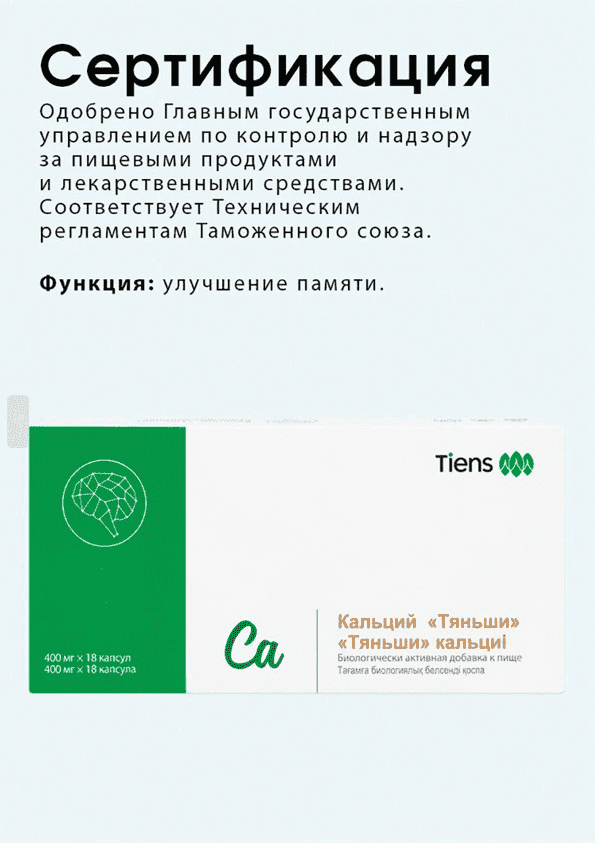 Сертификация
Одобрено Главным государственным
управлением по контролю и надзору
за пищевыми продуктами
и лекарственными средствами.
Соответствует Техническим
регламентам Таможенного союза.
Функция: улучшение памяти.
Tiens
Ca
Кальций «Тяньши»
«Тяньши» кальциі
Биологически активная добавка к пище
Тағамға биологиялық белсенді қоспа
400 мг × 18 капсул
400 мг × 18 капсула